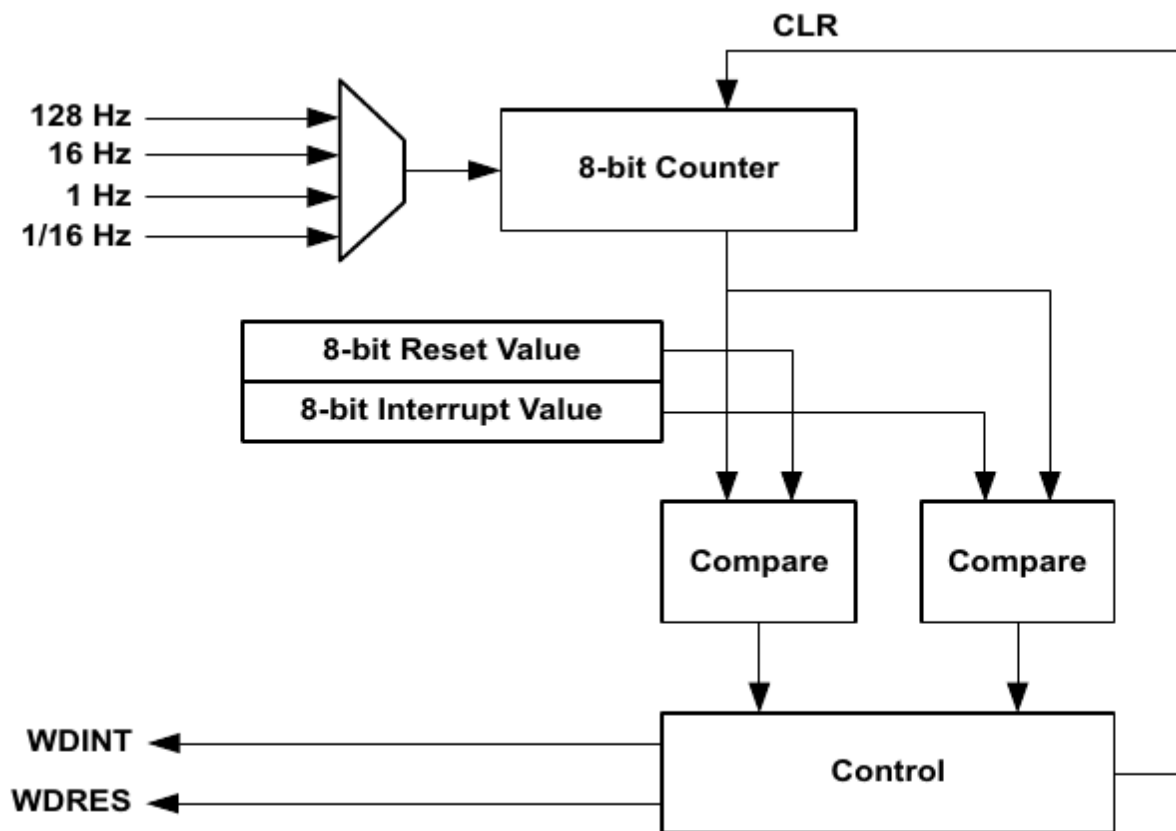 CLR
128 Hz
16 Hz
1 Hz
1/16 Hz
8-bit Counter
8-bit Reset Value
8-bit Interrupt Value
Compare
Compare
WDINT
WDRES
Control